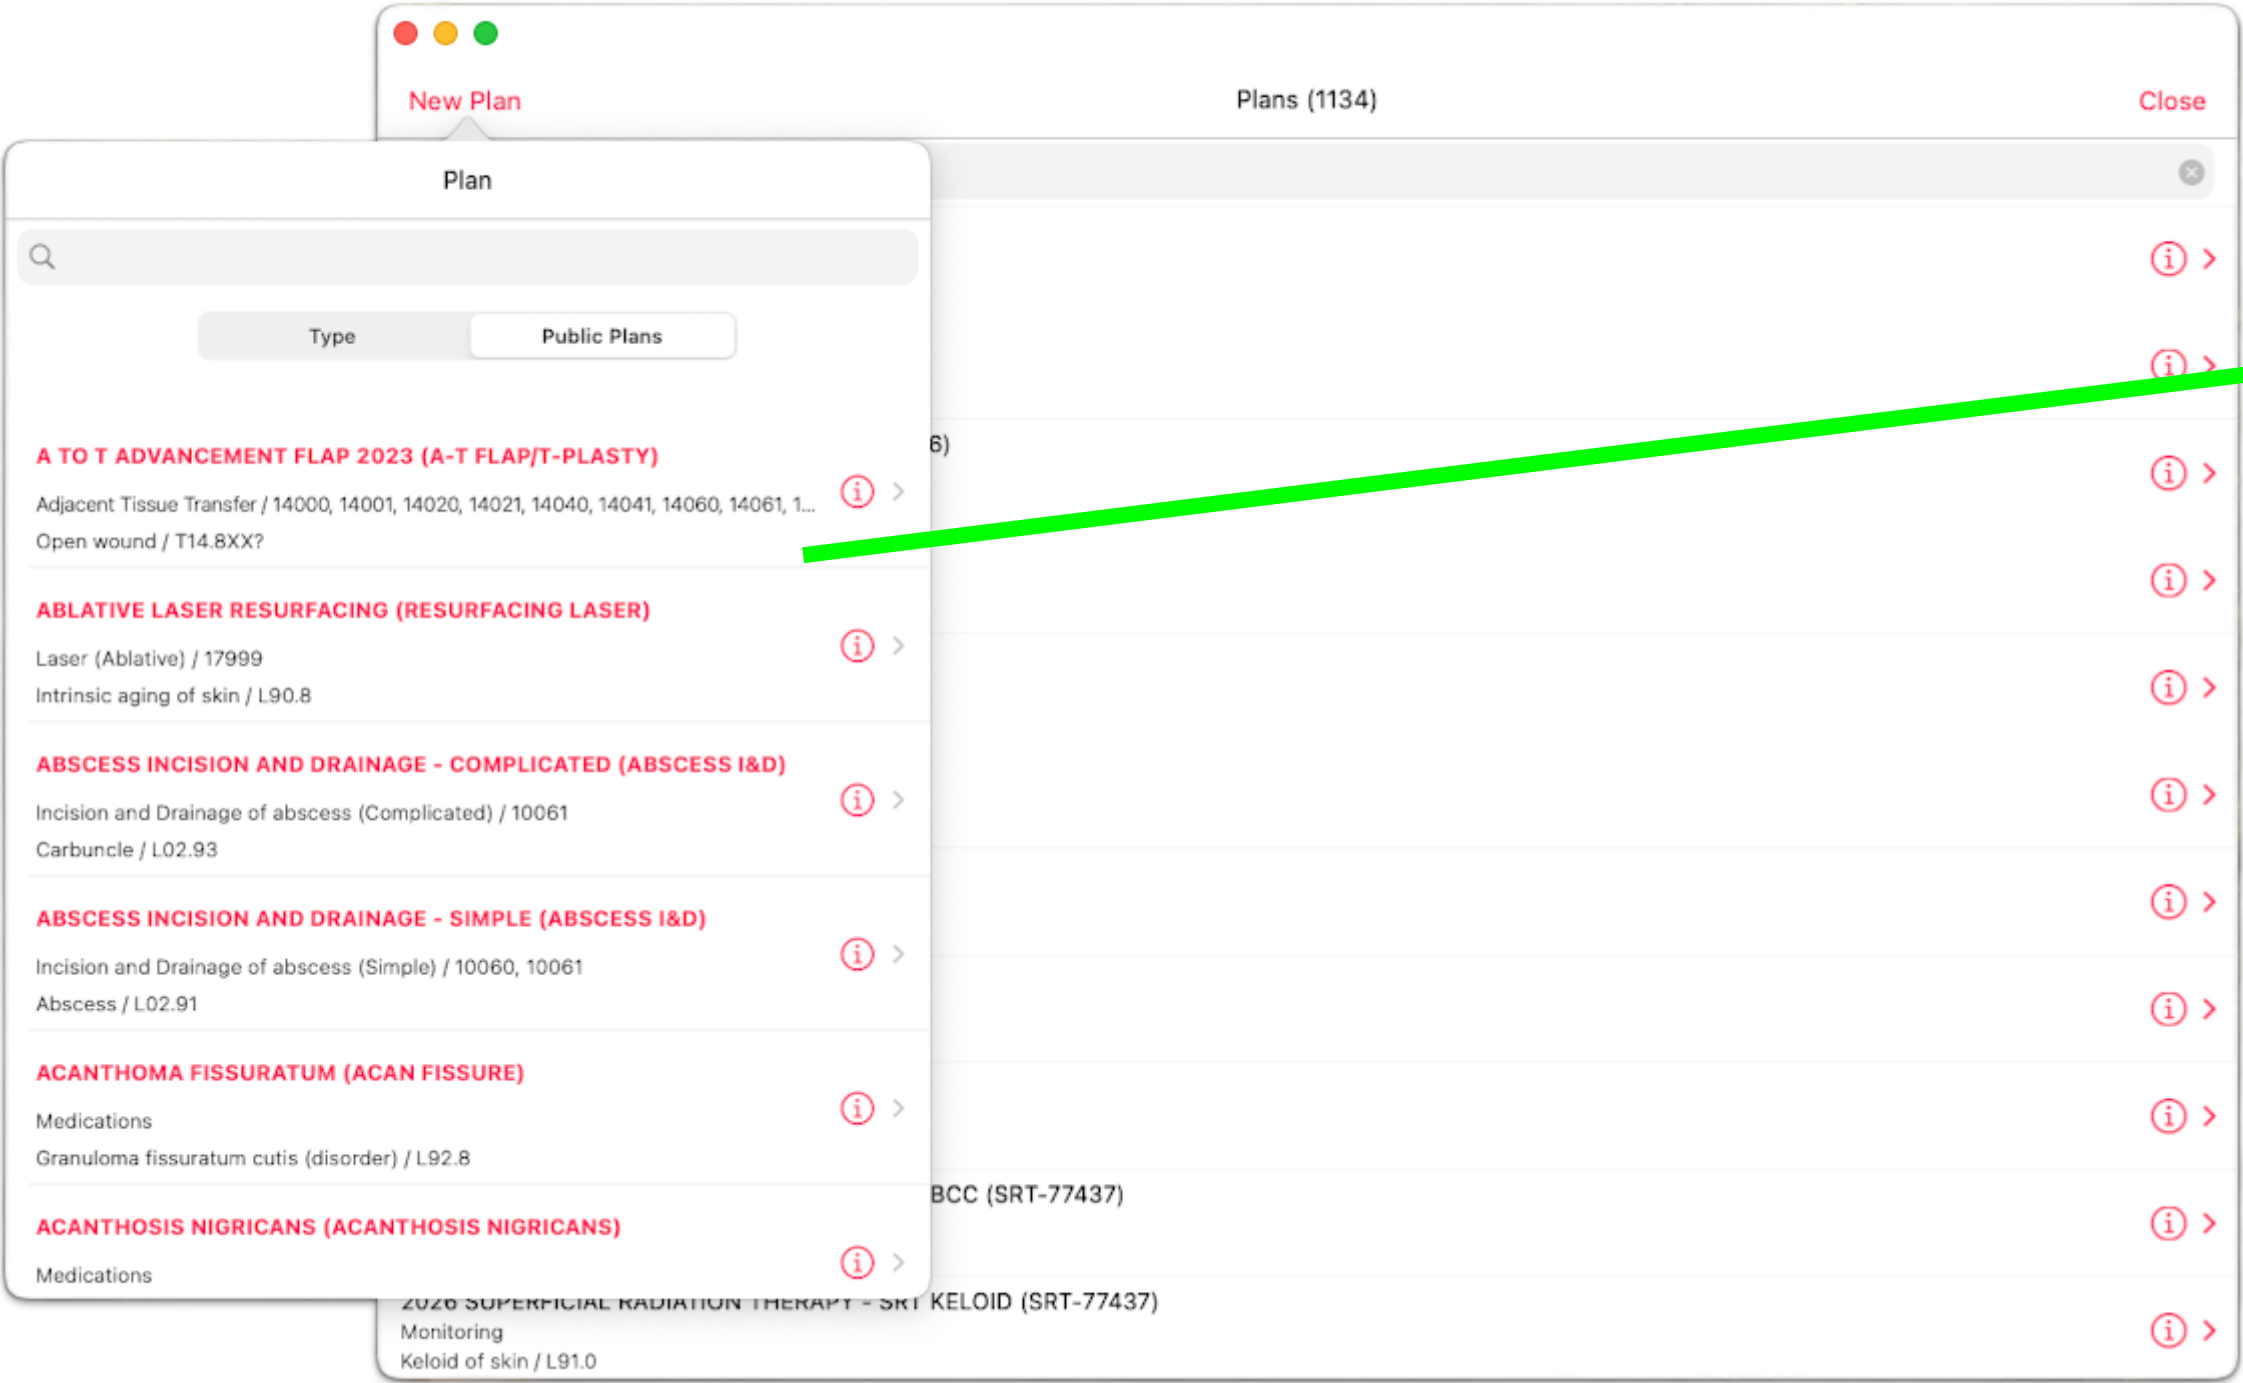 New Plan
Plans (1134)
Close
Plan
Type
Public Plans
A TO T ADVANCEMENT FLAP 2023 (A-T FLAP/T-PLASTY)
Adjacent Tissue Transfer / 14000, 14001, 14020, 14021, 14040, 14041, 14060, 14061, 1...
Open wound / T14.8XX?
ABLATIVE LASER RESURFACING (RESURFACING LASER)
Laser (Ablative) / 17999
Intrinsic aging of skin / L90.8
ABSCESS INCISION AND DRAINAGE - COMPLICATED (ABSCESS I&D)
Incision and Drainage of abscess (Complicated) / 10061
Carbuncle / L02.93
ABSCESS INCISION AND DRAINAGE - SIMPLE (ABSCESS I&D)
Incision and Drainage of abscess (Simple) / 10060, 10061
Abscess / L02.91
ACANTHOMA FISSURATUM (ACAN FISSURE)
Medications
Granuloma fissuratum cutis (disorder) / L92.8
ACANTHOSIS NIGRICANS (ACANTHOSIS NIGRICANS)
Medications
6)
BCC (SRT-77437)
2026 SUPERFICIAL RADIATION THERAPY - SRT KELOID (SRT-77437)
Monitoring
Keloid of skin / L91.0